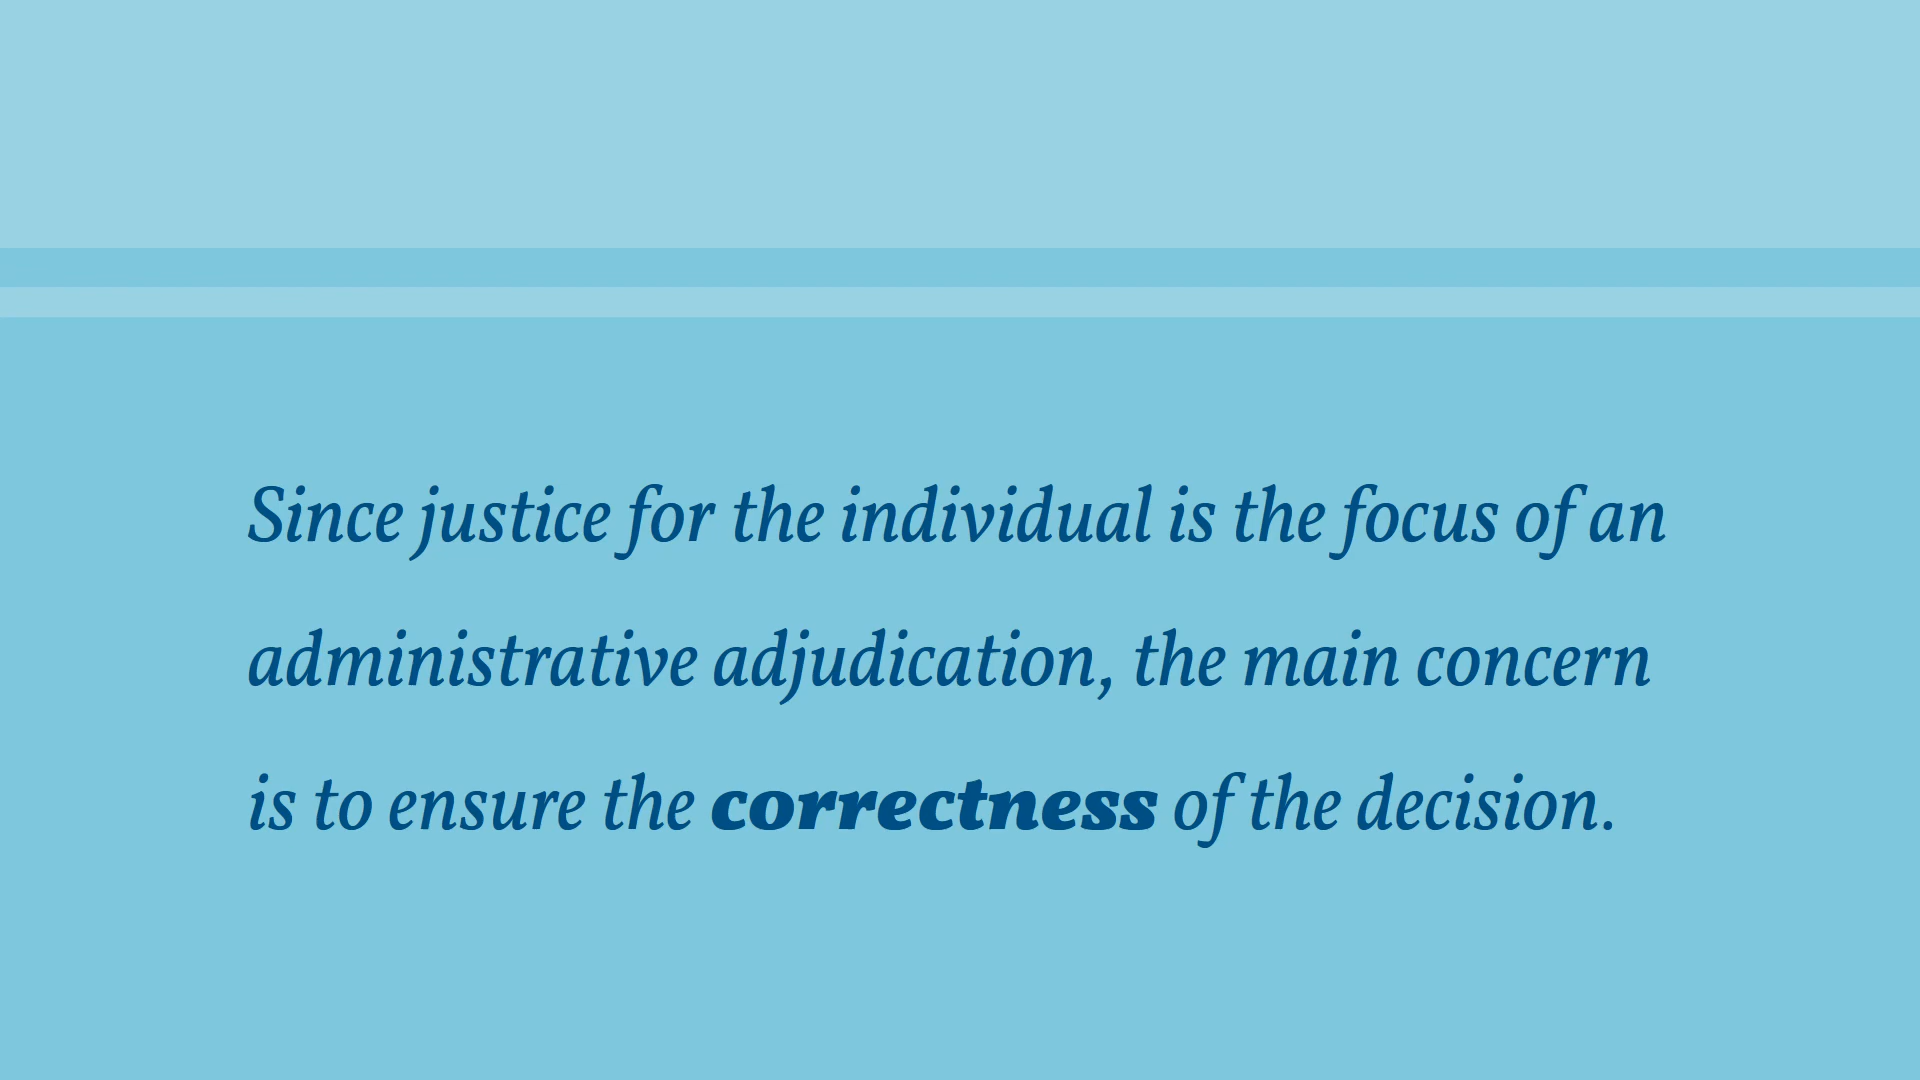 Since justice for the individual is the focus of an
administrative adjudication, the main concern
is to ensure the correctness of the decision.